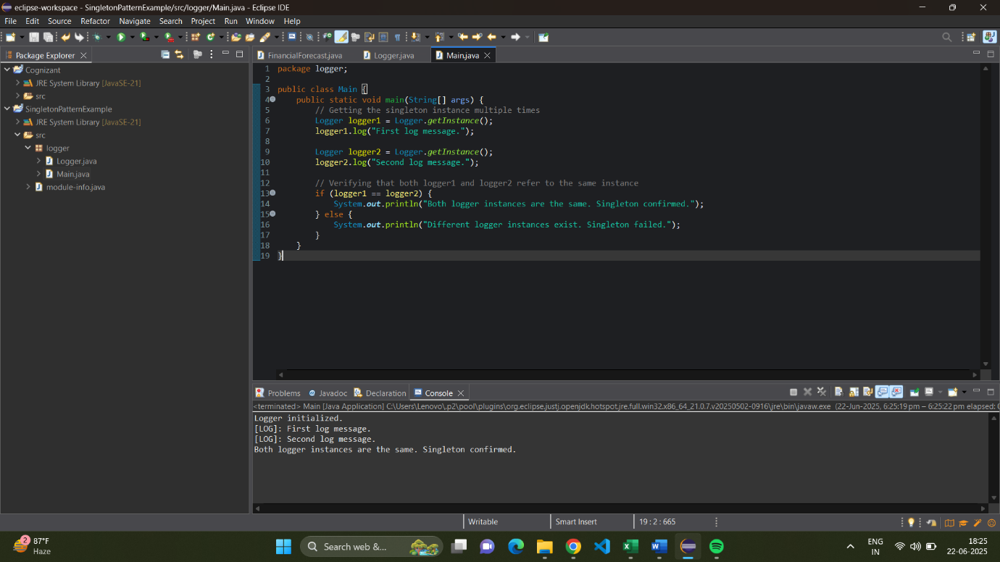 eclipse-workspace - SingletonPatternExample/src/logger/Main.java - Eclipse IDE
File Edit Source Refactor Navigate Search Project Run Window Help
Package Explorer
Cognizant
JRE System Library [JavaSE-21]
src
SingletonPatternExample
JRE System Library [JavaSE-21]
src
logger
Logger.java
Main.java
module-info.java
FinancialForecast.java Logger.java Main.java
1 package logger;
2
3 public class Main {
4 public static void main(String[] args) {
5 // Getting the singleton instance multiple times
6 Logger logger1 = Logger.getInstance();
7 logger1.log("First log message.");
8
9 Logger logger2 = Logger.getInstance();
10 logger2.log("Second log message.");
11
12 // Verifying that both logger1 and logger2 refer to the same instance
13 if (logger1 == logger2) {
14 System.out.println("Both logger instances are the same. Singleton confirmed.");
15 } else {
16 System.out.println("Different logger instances exist. Singleton failed.");
17 }
18 }
19 }
Problems Javadoc Declaration Console
<terminated> Main [Java Application] C:\Users\Lenovo\.p2\pool\plugins\org.eclipse.justj.openjdk.hotspot.jre.full.win32.x86_64_21.0.7.v20250502-0916\jre\bin\javaw.exe (22-Jun-2025, 6:25:19 pm – 6:25:22 pm elapsed: 0
Logger initialized.
[LOG]: First log message.
[LOG]: Second log message.
Both logger instances are the same. Singleton confirmed.
Writable Smart Insert 19 : 2 : 665
2
87°F
Haze
Search web &...
ENG
IN
18:25
22-06-2025